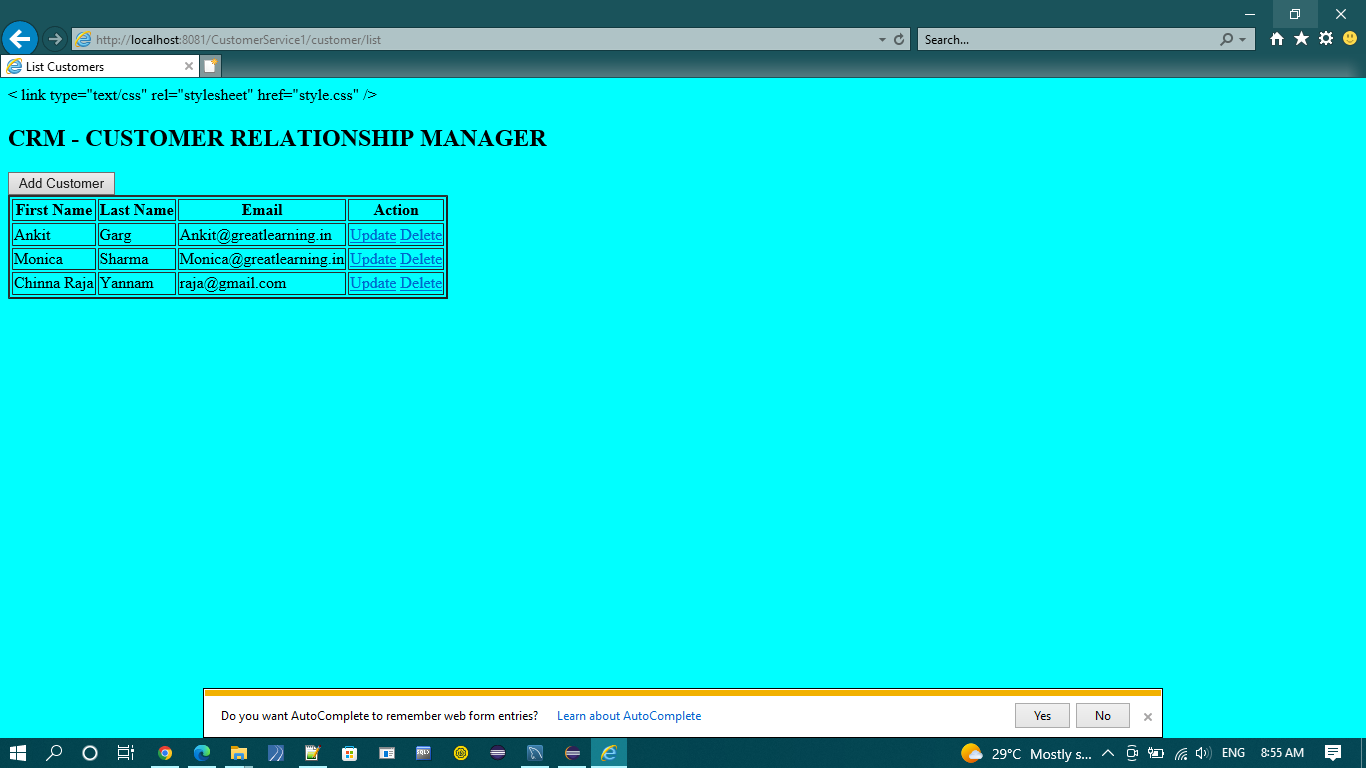 http://localhost:8081/CustomerService1/customer/list
Search...
List Customers
< link type="text/css" rel="stylesheet" href="style.css" />
CRM - CUSTOMER RELATIONSHIP MANAGER
Add Customer
First Name Last Name Email Action
Ankit Garg Ankit@greatlearning.in Update Delete
Monica Sharma Monica@greatlearning.in Update Delete
Chinna Raja Yannam raja@gmail.com Update Delete
Do you want AutoComplete to remember web form entries? Learn about AutoComplete Yes No
29°C Mostly s... ENG 8:55 AM